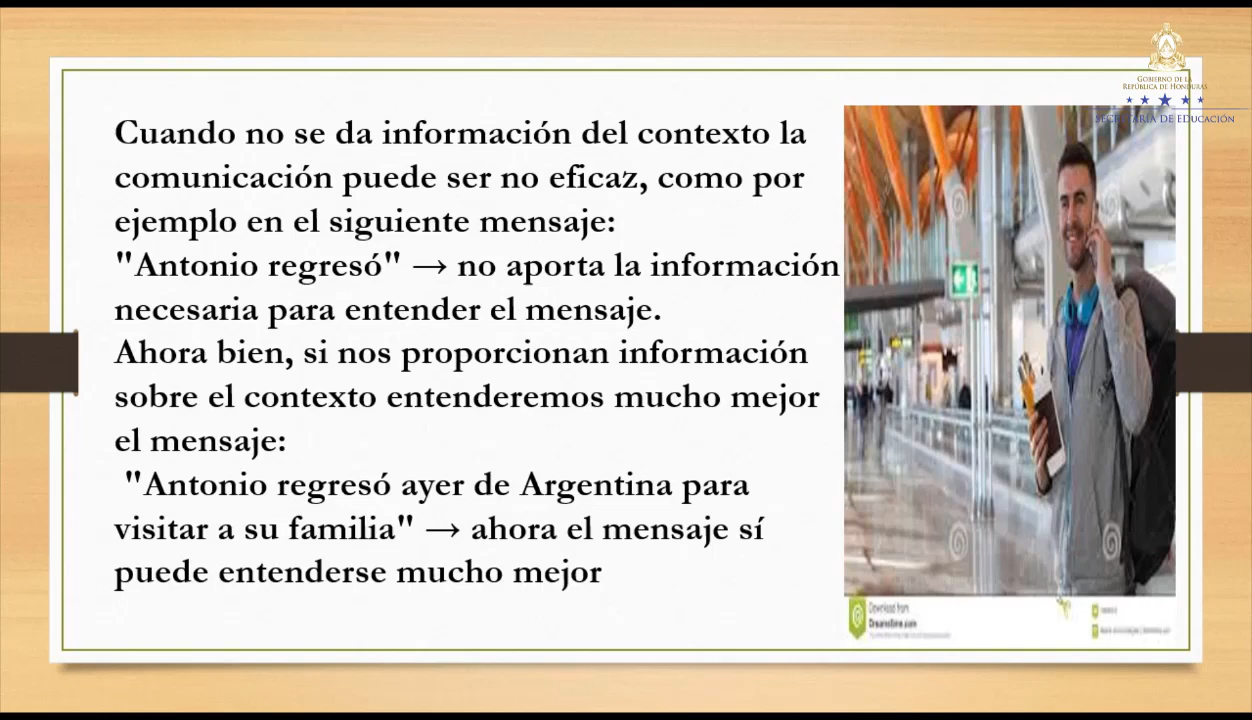 GOBIERNO DE LA
REPÚBLICA DE HONDURAS
SECRETARÍA DE EDUCACIÓN
Cuando no se da información del contexto la
comunicación puede ser no eficaz, como por
ejemplo en el siguiente mensaje:
"Antonio regresó" → no aporta la información
necesaria para entender el mensaje.
Ahora bien, si nos proporcionan información
sobre el contexto entenderemos mucho mejor
el mensaje:
"Antonio regresó ayer de Argentina para
visitar a su familia" → ahora el mensaje sí
puede entenderse mucho mejor
Download from
Dreamstime.com